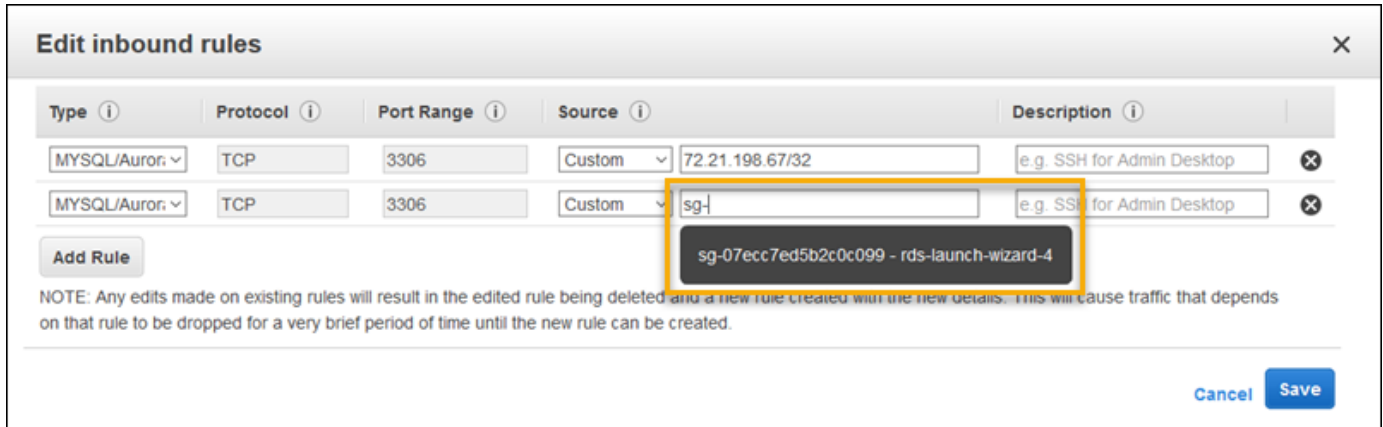 Edit inbound rules
Type Protocol Port Range Source Description
MYSQL/Aurora TCP 3306 Custom 72.21.198.67/32 e.g. SSH for Admin Desktop
MYSQL/Aurora TCP 3306 Custom sg- e.g. SSH for Admin Desktop
sg-07ecc7ed5b2c0c099 - rds-launch-wizard-4
Add Rule
NOTE: Any edits made on existing rules will result in the edited rule being deleted and a new rule created with the new details. This will cause traffic that depends
on that rule to be dropped for a very brief period of time until the new rule can be created.
Cancel Save